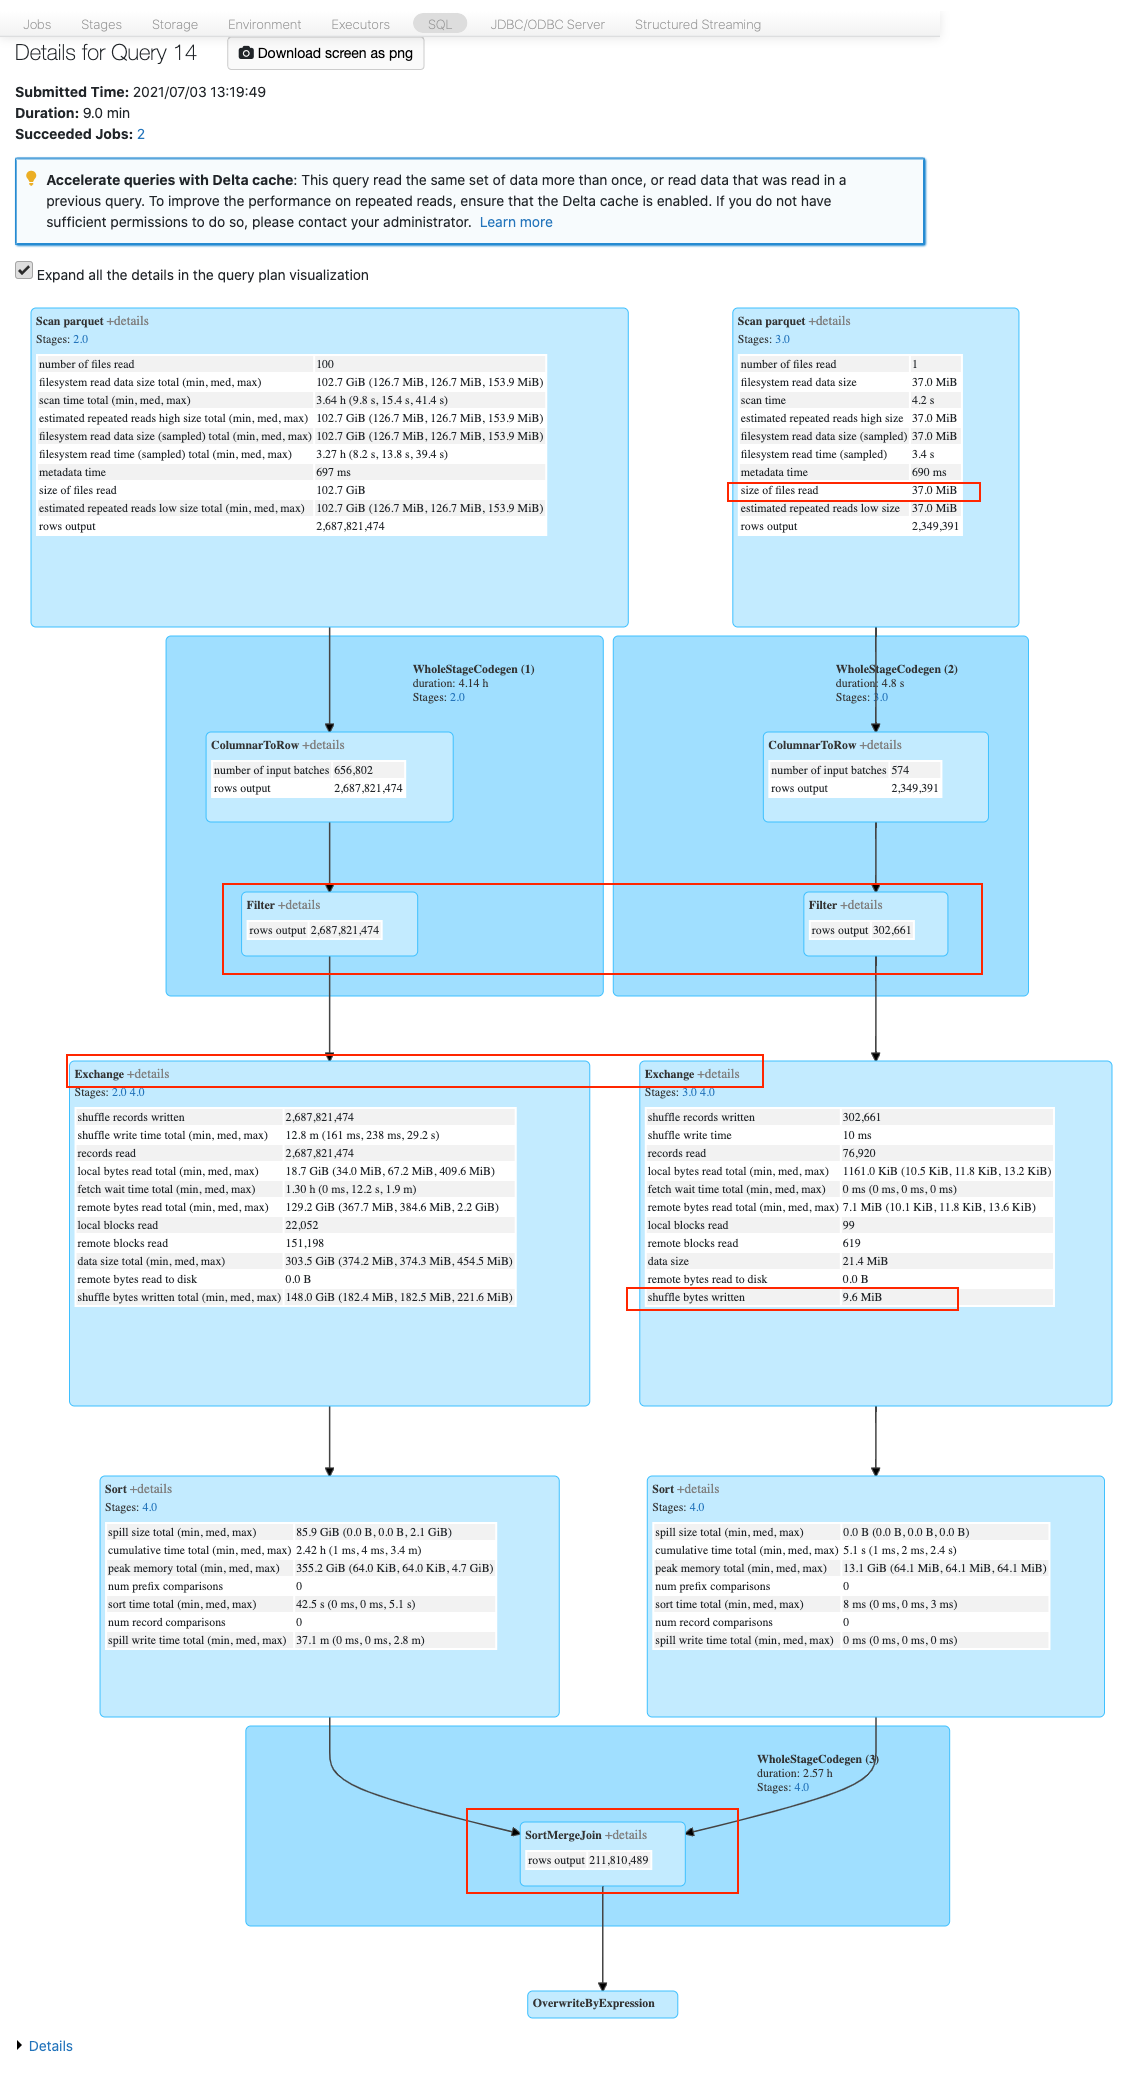 Jobs Stages Storage Environment Executors SQL JDBC/ODBC Server Structured Streaming
Details for Query 14
Download screen as png
Submitted Time: 2021/07/03 13:19:49
Duration: 9.0 min
Succeeded Jobs: 2
Accelerate queries with Delta cache: This query read the same set of data more than once, or read data that was read in a
previous query. To improve the performance on repeated reads, ensure that the Delta cache is enabled. If you do not have
sufficient permissions to do so, please contact your administrator. Learn more
Expand all the details in the query plan visualization
Scan parquet +details
Stages: 2.0
number of files read 100
filesystem read data size total (min, med, max) 102.7 GiB (126.7 MiB, 126.7 MiB, 153.9 MiB)
scan time total (min, med, max) 3.64 h (9.8 s, 15.4 s, 41.4 s)
estimated repeated reads high size total (min, med, max) 102.7 GiB (126.7 MiB, 126.7 MiB, 153.9 MiB)
filesystem read data size (sampled) total (min, med, max) 102.7 GiB (126.7 MiB, 126.7 MiB, 153.9 MiB)
filesystem read time (sampled) total (min, med, max) 3.27 h (8.2 s, 13.8 s, 39.4 s)
metadata time 697 ms
size of files read 102.7 GiB
estimated repeated reads low size total (min, med, max) 102.7 GiB (126.7 MiB, 126.7 MiB, 153.9 MiB)
rows output 2,687,821,474
Scan parquet +details
Stages: 3.0
number of files read 1
filesystem read data size 37.0 MiB
scan time 4.2 s
estimated repeated reads high size 37.0 MiB
filesystem read data size (sampled) 37.0 MiB
filesystem read time (sampled) 3.4 s
metadata time 690 ms
size of files read 37.0 MiB
estimated repeated reads low size 37.0 MiB
rows output 2,349,391
WholeStageCodegen (1)
duration: 4.14 h
Stages: 2.0
WholeStageCodegen (2)
duration: 4.8 s
Stages: 3.0
ColumnarToRow +details
number of input batches 656,802
rows output 2,687,821,474
ColumnarToRow +details
number of input batches 574
rows output 2,349,391
Filter +details
rows output 2,687,821,474
Filter +details
rows output 302,661
Exchange +details
Stages: 2.0 4.0
shuffle records written 2,687,821,474
shuffle write time total (min, med, max) 12.8 m (161 ms, 238 ms, 29.2 s)
records read 2,687,821,474
local bytes read total (min, med, max) 18.7 GiB (34.0 MiB, 67.2 MiB, 409.6 MiB)
fetch wait time total (min, med, max) 1.30 h (0 ms, 12.2 s, 1.9 m)
remote bytes read total (min, med, max) 129.2 GiB (367.7 MiB, 384.6 MiB, 2.2 GiB)
local blocks read 22,052
remote blocks read 151,198
data size total (min, med, max) 303.5 GiB (374.2 MiB, 374.3 MiB, 454.5 MiB)
remote bytes read to disk 0.0 B
shuffle bytes written total (min, med, max) 148.0 GiB (182.4 MiB, 182.5 MiB, 221.6 MiB)
Exchange +details
Stages: 3.0 4.0
shuffle records written 302,661
shuffle write time 10 ms
records read 76,920
local bytes read total (min, med, max) 1161.0 KiB (10.5 KiB, 11.8 KiB, 13.2 KiB)
fetch wait time total (min, med, max) 0 ms (0 ms, 0 ms, 0 ms)
remote bytes read total (min, med, max) 7.1 MiB (10.1 KiB, 11.8 KiB, 13.6 KiB)
local blocks read 99
remote blocks read 619
data size 21.4 MiB
remote bytes read to disk 0.0 B
shuffle bytes written 9.6 MiB
Sort +details
Stages: 4.0
spill size total (min, med, max) 85.9 GiB (0.0 B, 0.0 B, 2.1 GiB)
cumulative time total (min, med, max) 2.42 h (1 ms, 4 ms, 3.4 m)
peak memory total (min, med, max) 355.2 GiB (64.0 KiB, 64.0 KiB, 4.7 GiB)
num prefix comparisons 0
sort time total (min, med, max) 42.5 s (0 ms, 0 ms, 5.1 s)
num record comparisons 0
spill write time total (min, med, max) 37.1 m (0 ms, 0 ms, 2.8 m)
Sort +details
Stages: 4.0
spill size total (min, med, max) 0.0 B (0.0 B, 0.0 B, 0.0 B)
cumulative time total (min, med, max) 5.1 s (1 ms, 2 ms, 2.4 s)
peak memory total (min, med, max) 13.1 GiB (64.1 MiB, 64.1 MiB, 64.1 MiB)
num prefix comparisons 0
sort time total (min, med, max) 8 ms (0 ms, 0 ms, 3 ms)
num record comparisons 0
spill write time total (min, med, max) 0 ms (0 ms, 0 ms, 0 ms)
WholeStageCodegen (3)
duration: 2.57 h
Stages: 4.0
SortMergeJoin +details
rows output 211,810,489
OverwriteByExpression
Details